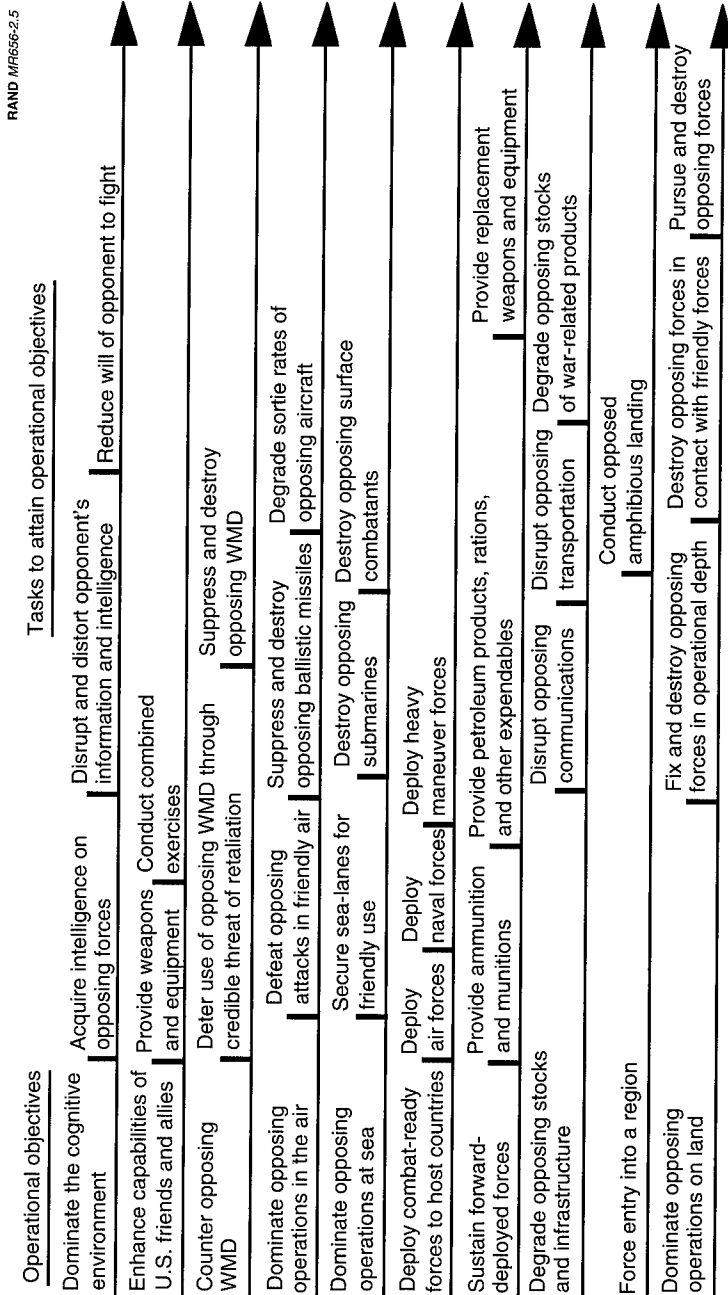 RAND MR656-2.5
Operational objectives
Tasks to attain operational objectives
Dominate the cognitive
environment
Acquire intelligence on
opposing forces
Disrupt and distort opponent's
information and intelligence
Reduce will of opponent to fight
Enhance capabilities of
U.S. friends and allies
Provide weapons
and equipment
Conduct combined
exercises
Counter opposing
WMD
Deter use of opposing WMD through
credible threat of retaliation
Suppress and destroy
opposing WMD
Dominate opposing
operations in the air
Defeat opposing
attacks in friendly air
Suppress and destroy
opposing ballistic missiles
Degrade sortie rates of
opposing aircraft
Dominate opposing
operations at sea
Secure sea-lanes for
friendly use
Destroy opposing
submarines
Destroy opposing surface
combatants
Deploy combat-ready
forces to host countries
Deploy
air forces
Deploy
naval forces
Deploy heavy
maneuver forces
Sustain forward-
deployed forces
Provide ammunition
and munitions
Provide petroleum products, rations,
and other expendables
Provide replacement
weapons and equipment
Degrade opposing stocks
and infrastructure
Disrupt opposing
communications
Disrupt opposing
transportation
Degrade opposing stocks
of war-related products
Force entry into a region
Conduct opposed
amphibious landing
Dominate opposing
operations on land
Fix and destroy opposing
forces in operational depth
Destroy opposing forces in
contact with friendly forces
Pursue and destroy
opposing forces